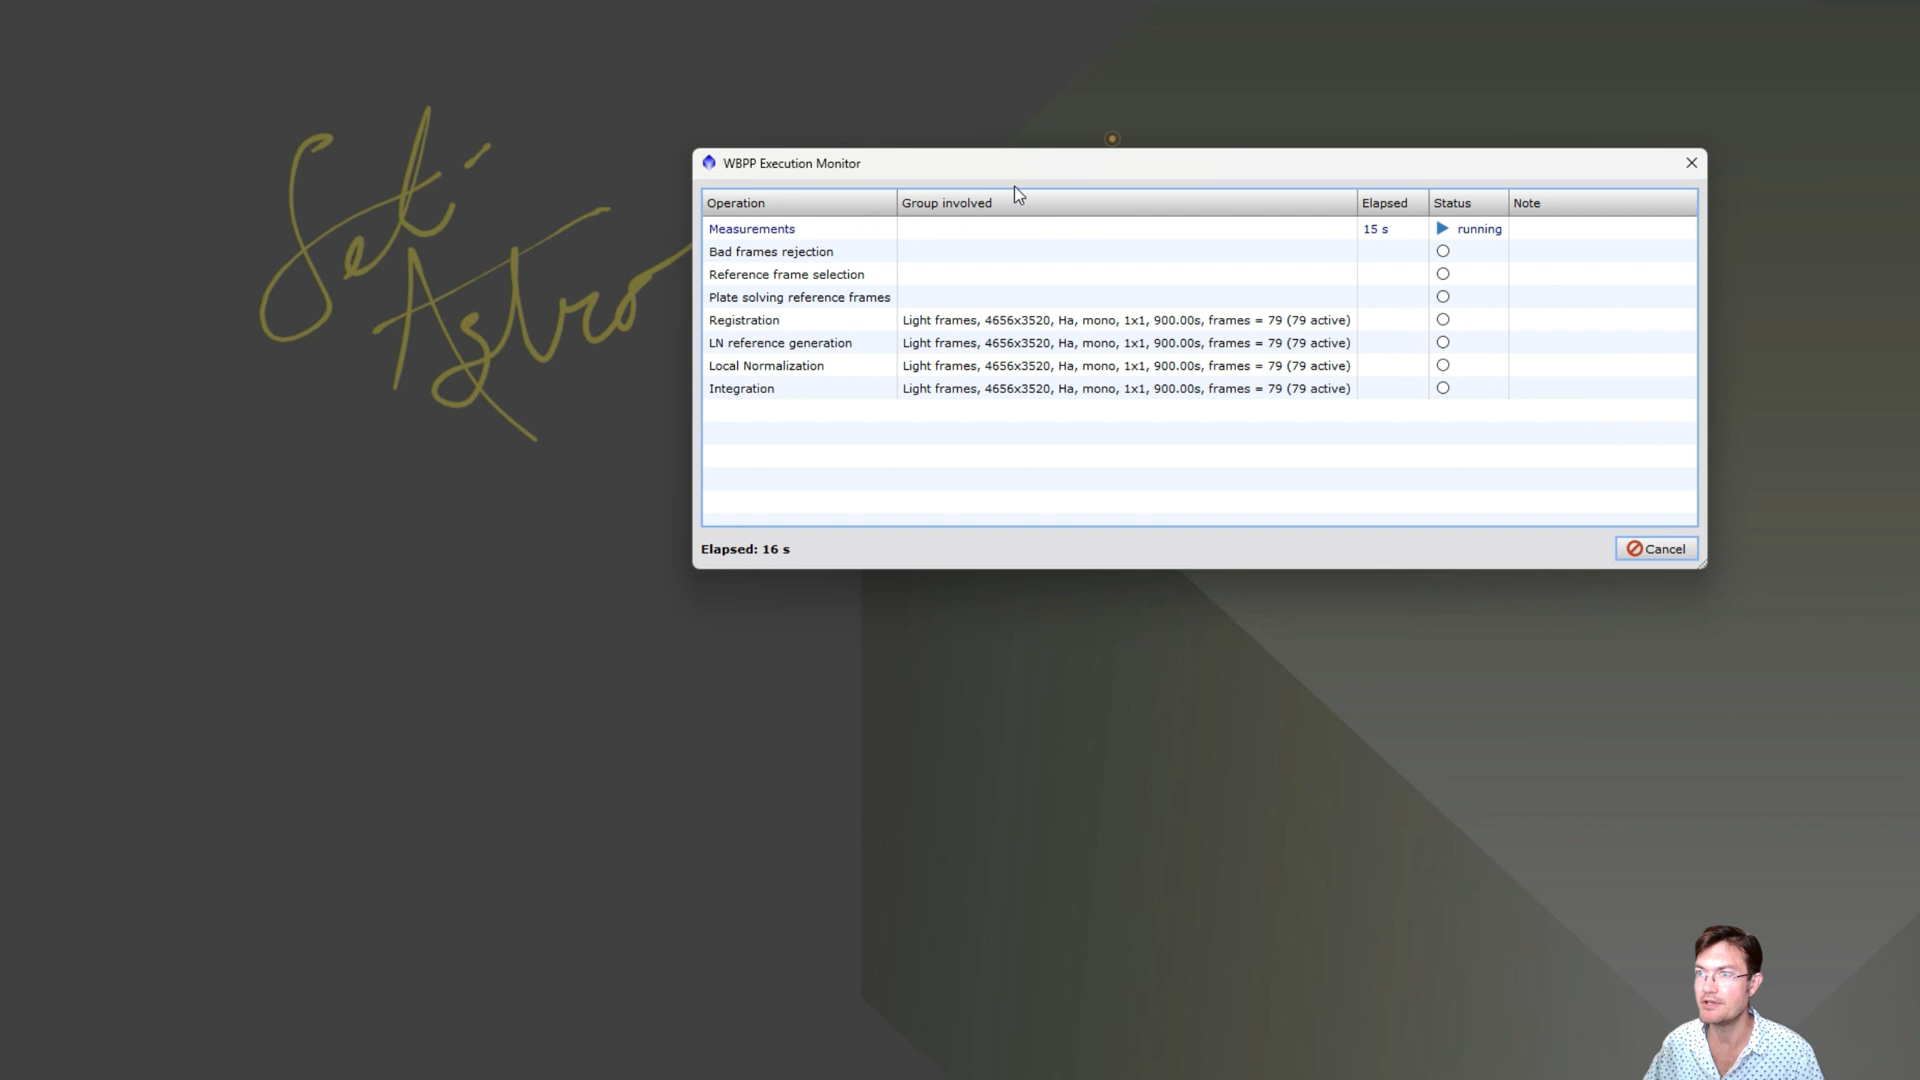 Seti
Astro
WBPP Execution Monitor
Operation Group involved Elapsed Status Note
Measurements 15 s running
Bad frames rejection
Reference frame selection
Plate solving reference frames
Registration Light frames, 4656x3520, Ha, mono, 1x1, 900.00s, frames = 79 (79 active)
LN reference generation Light frames, 4656x3520, Ha, mono, 1x1, 900.00s, frames = 79 (79 active)
Local Normalization Light frames, 4656x3520, Ha, mono, 1x1, 900.00s, frames = 79 (79 active)
Integration Light frames, 4656x3520, Ha, mono, 1x1, 900.00s, frames = 79 (79 active)
Elapsed: 16 s Cancel